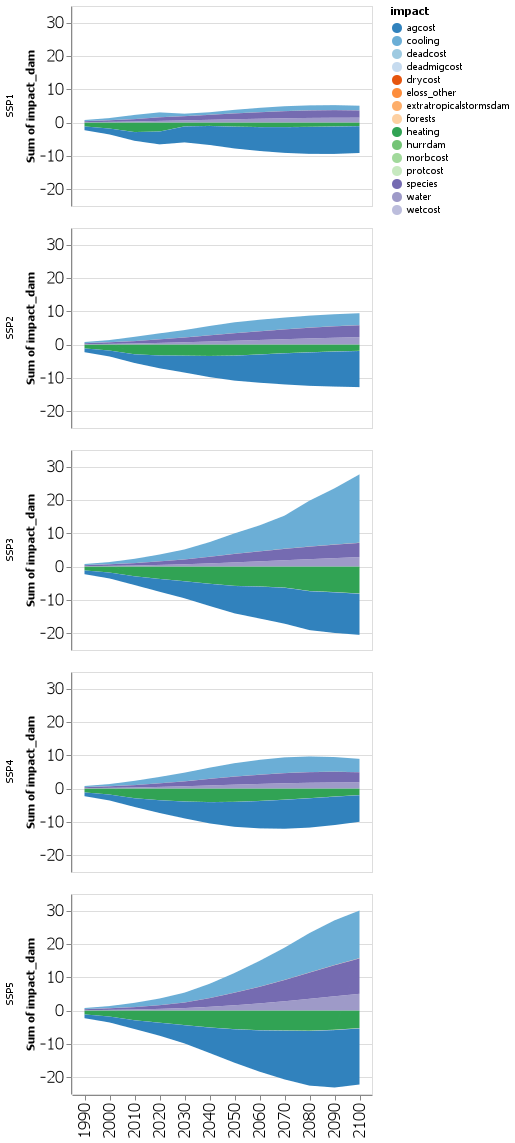 impact
agcost
cooling
deadcost
deadmigcost
drycost
eloss_other
extratropicalstormsdam
forests
heating
hurrdam
morbcost
protcost
species
water
wetcost
SSP1
Sum of impact_dam
30
20
10
0
-10
-20
SSP2
Sum of impact_dam
30
20
10
0
-10
-20
SSP3
Sum of impact_dam
30
20
10
0
-10
-20
SSP4
Sum of impact_dam
30
20
10
0
-10
-20
SSP5
Sum of impact_dam
30
20
10
0
-10
-20
1990 2000 2010 2020 2030 2040 2050 2060 2070 2080 2090 2100